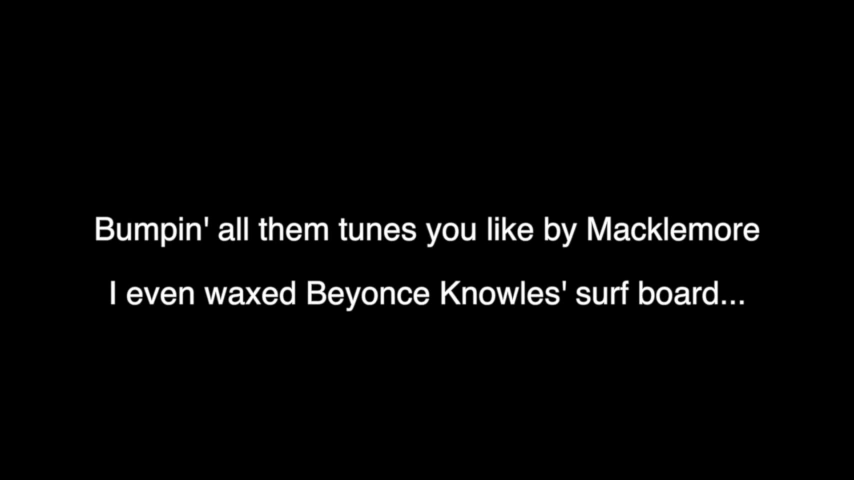 Bumpin' all them tunes you like by Macklemore
I even waxed Beyonce Knowles' surf board...